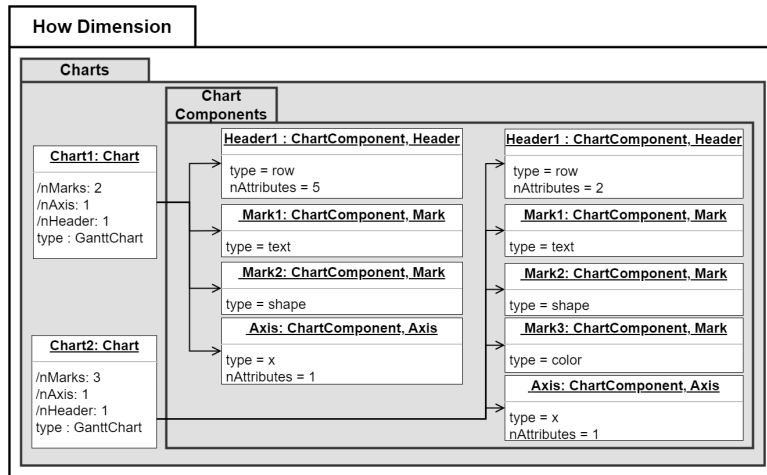 How Dimension
Charts
Chart
Components
Chart1: Chart
/nMarks: 2
/nAxis: 1
/nHeader: 1
type : GanttChart
Header1 : ChartComponent, Header
type = row
nAttributes = 5
Mark1: ChartComponent, Mark
type = text
Mark2: ChartComponent, Mark
type = shape
Axis: ChartComponent, Axis
type = x
nAttributes = 1
Header1 : ChartComponent, Header
type = row
nAttributes = 2
Mark1: ChartComponent, Mark
type = text
Mark2: ChartComponent, Mark
type = shape
Mark3: ChartComponent, Mark
type = color
Axis: ChartComponent, Axis
type = x
nAttributes = 1
Chart2: Chart
/nMarks: 3
/nAxis: 1
/nHeader: 1
type : GanttChart